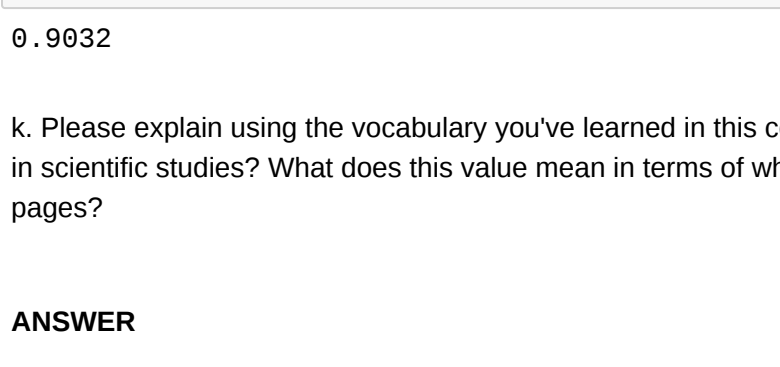 0.9032
k. Please explain using the vocabulary you've learned in this
in scientific studies? What does this value mean in terms of
pages?
ANSWER